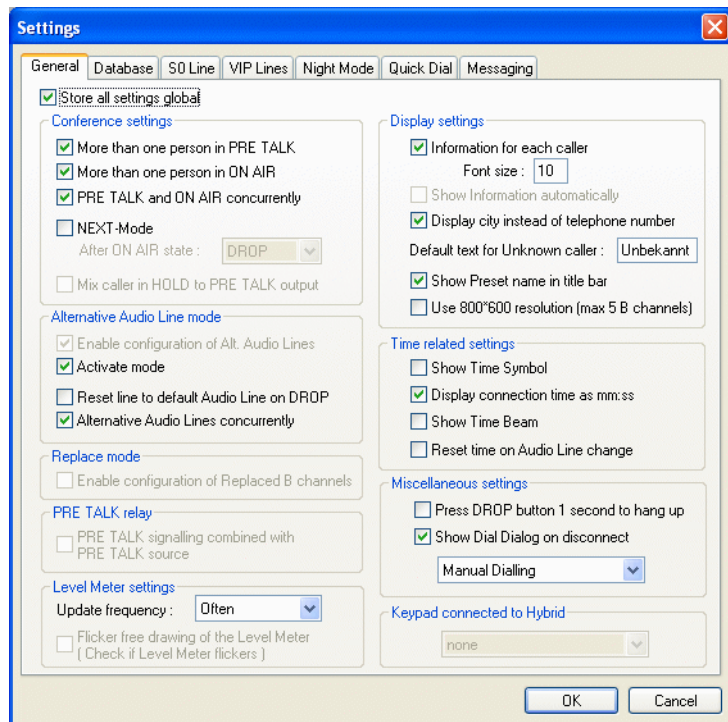 Settings
General Database S0 Line VIP Lines Night Mode Quick Dial Messaging
Store all settings global
Conference settings
More than one person in PRE TALK
More than one person in ON AIR
PRE TALK and ON AIR concurrently
NEXT-Mode
After ON AIR state : DROP
Mix caller in HOLD to PRE TALK output
Alternative Audio Line mode
Enable configuration of Alt. Audio Lines
Activate mode
Reset line to default Audio Line on DROP
Alternative Audio Lines concurrently
Replace mode
Enable configuration of Replaced B channels
PRE TALK relay
PRE TALK signalling combined with
PRE TALK source
Level Meter settings
Update frequency : Often
Flicker free drawing of the Level Meter
( Check if Level Meter flickers )
Display settings
Information for each caller
Font size : 10
Show Information automatically
Display city instead of telephone number
Default text for Unknown caller : Unbekannt
Show Preset name in title bar
Use 800*600 resolution (max 5 B channels)
Time related settings
Show Time Symbol
Display connection time as mm:ss
Show Time Beam
Reset time on Audio Line change
Miscellaneous settings
Press DROP button 1 second to hang up
Show Dial Dialog on disconnect
Manual Dialling
Keypad connected to Hybrid
none
OK Cancel